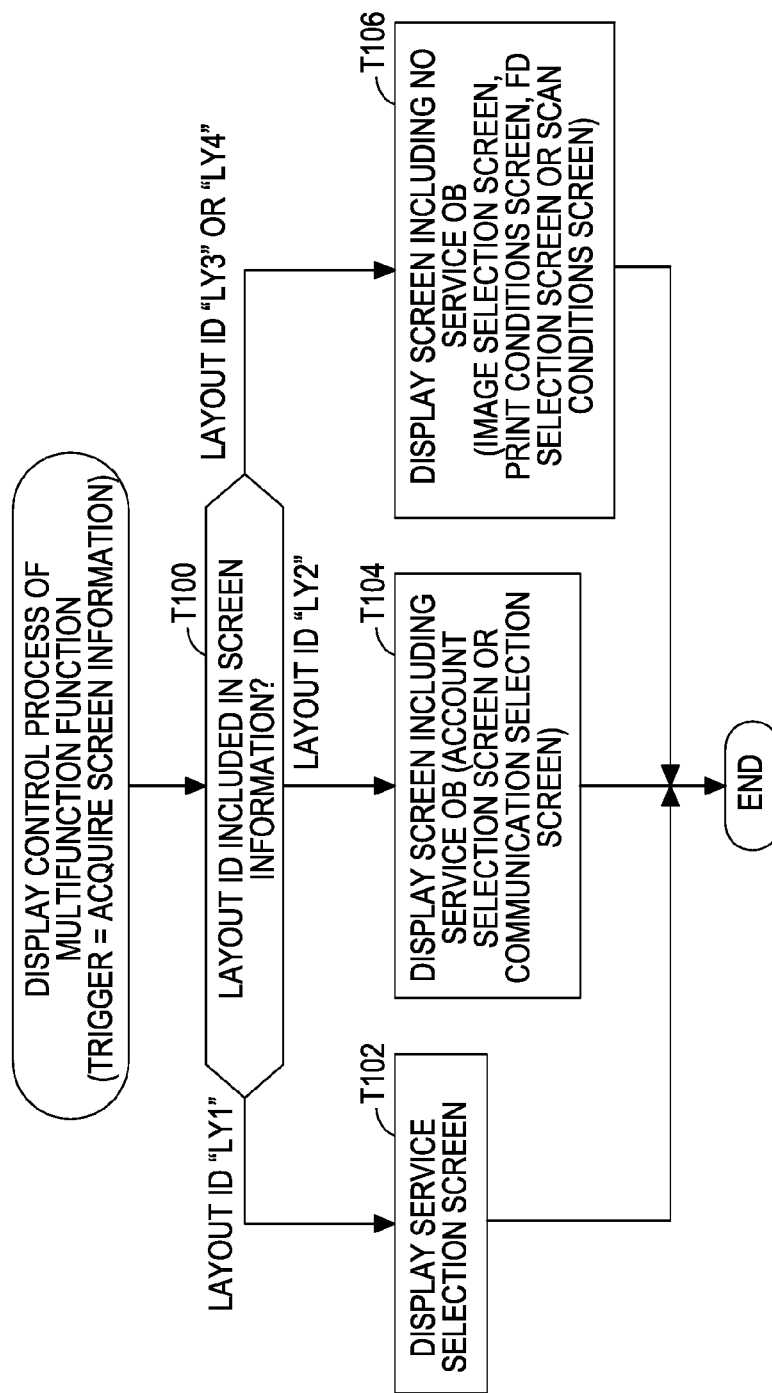 DISPLAY CONTROL PROCESS OF
MULTIFUNCTION FUNCTION
(TRIGGER = ACQUIRE SCREEN INFORMATION)
T100
LAYOUT ID INCLUDED IN SCREEN
INFORMATION?
LAYOUT ID “LY1”
LAYOUT ID “LY2”
LAYOUT ID “LY3” OR “LY4”
T102
DISPLAY SERVICE
SELECTION SCREEN
T104
DISPLAY SCREEN INCLUDING
SERVICE OB (ACCOUNT
SELECTION SCREEN OR
COMMUNICATION SELECTION
SCREEN)
T106
DISPLAY SCREEN INCLUDING NO
SERVICE OB
(IMAGE SELECTION SCREEN,
PRINT CONDITIONS SCREEN, FD
SELECTION SCREEN OR SCAN
CONDITIONS SCREEN)
END